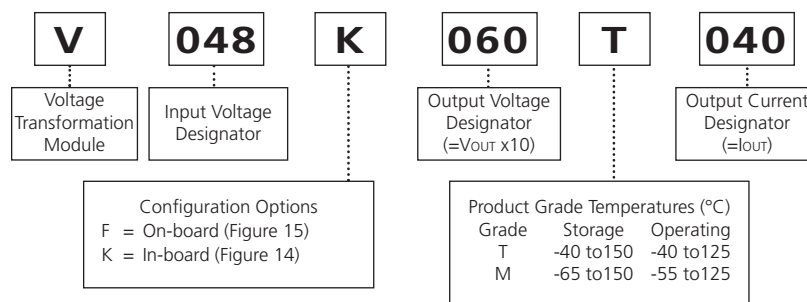 V 048 K 060 T 040
Voltage
Transformation
Module
Input Voltage
Designator
Output Voltage
Designator
(=VOUT x10)
Output Current
Designator
(=IOUT)
Configuration Options
F = On-board (Figure 15)
K = In-board (Figure 14)
Product Grade Temperatures (°C)
Grade Storage Operating
T -40 to150 -40 to125
M -65 to150 -55 to125